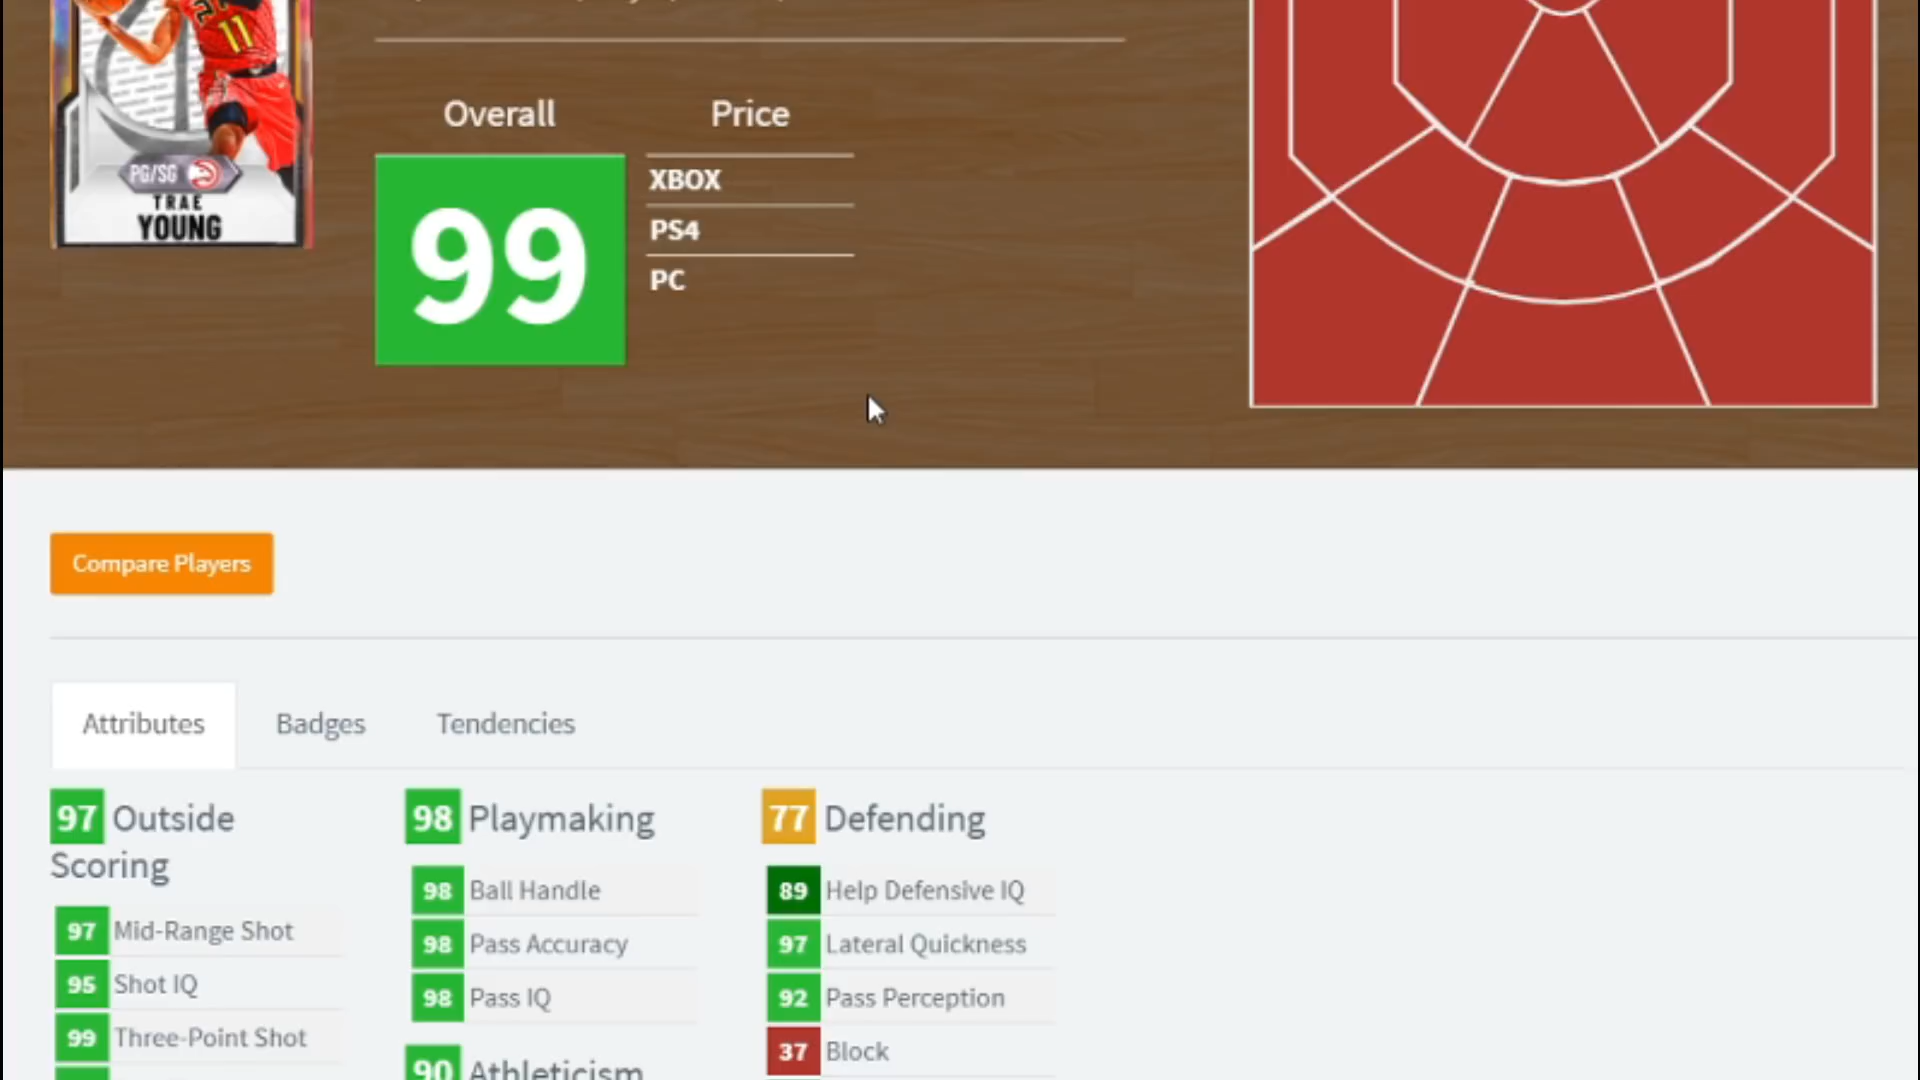 11
PG/SG
TRAE
YOUNG
Overall
99
Price
XBOX
PS4
PC
Compare Players
Attributes
Badges
Tendencies
97 Outside
Scoring
97 Mid-Range Shot
95 Shot IQ
99 Three-Point Shot
98 Playmaking
98 Ball Handle
98 Pass Accuracy
98 Pass IQ
90 Athleticism
77 Defending
89 Help Defensive IQ
97 Lateral Quickness
92 Pass Perception
37 Block